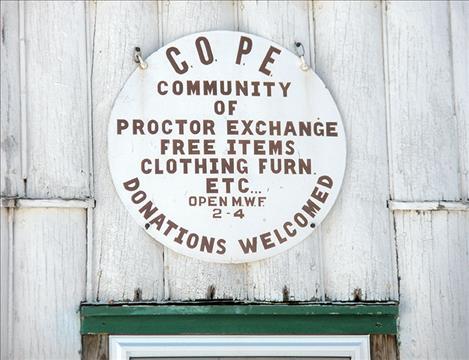 C.O. P.E.
COMMUNITY
OF
PROCTOR EXCHANGE
FREE ITEMS
CLOTHING FURN.
ETC...
OPEN M.W.F.
2-4
DONATIONS WELCOMED